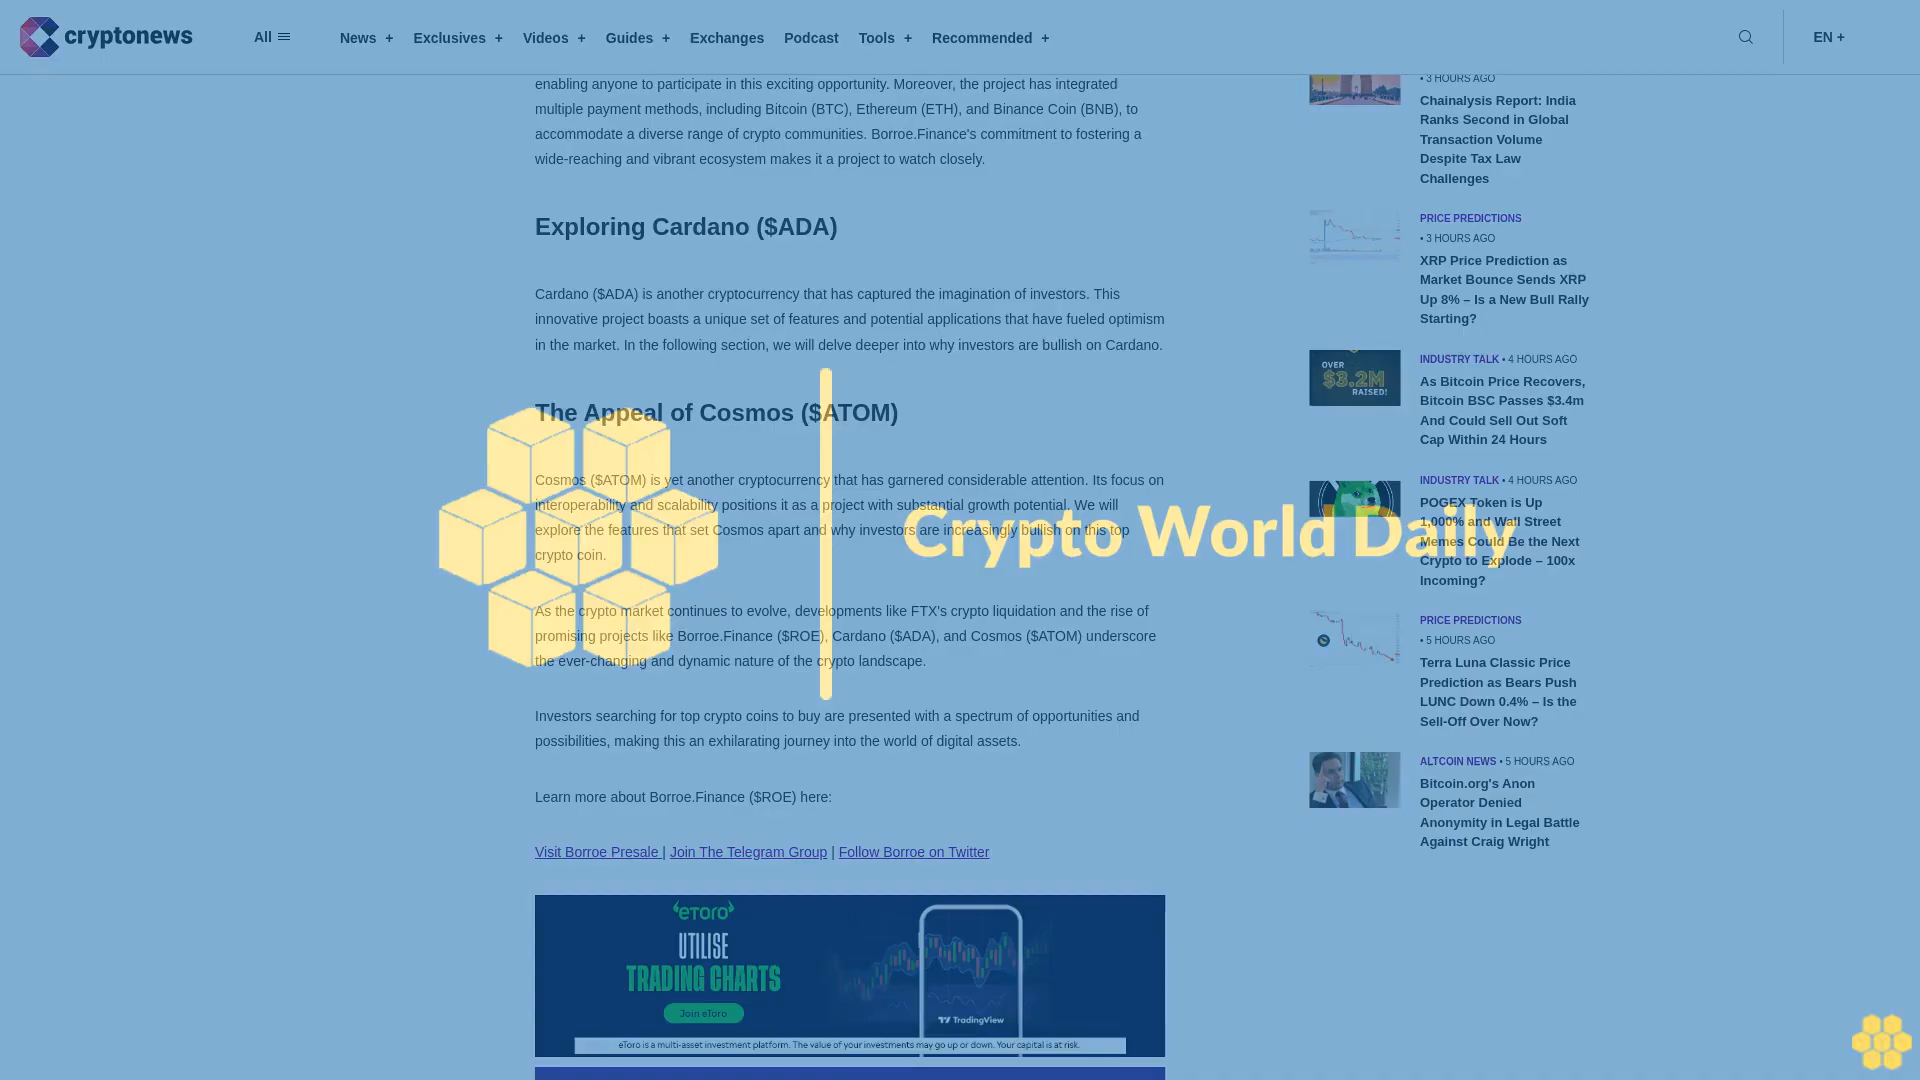 cryptonews
All
News + Exclusives + Videos + Guides + Exchanges Podcast Tools + Recommended +
EN +
enabling anyone to participate in this exciting opportunity. Moreover, the project has integrated
multiple payment methods, including Bitcoin (BTC), Ethereum (ETH), and Binance Coin (BNB), to
accommodate a diverse range of crypto communities. Borroe.Finance's commitment to fostering a
wide-reaching and vibrant ecosystem makes it a project to watch closely.
Exploring Cardano ($ADA)
Cardano ($ADA) is another cryptocurrency that has captured the imagination of investors. This
innovative project boasts a unique set of features and potential applications that have fueled optimism
in the market. In the following section, we will delve deeper into why investors are bullish on Cardano.
The Appeal of Cosmos ($ATOM)
Cosmos ($ATOM) is yet another cryptocurrency that has garnered considerable attention. Its focus on
interoperability and scalability positions it as a project with substantial growth potential. We will
explore the features that set Cosmos apart and why investors are increasingly bullish on this top
crypto coin.
As the crypto market continues to evolve, developments like FTX's crypto liquidation and the rise of
promising projects like Borroe.Finance ($ROE), Cardano ($ADA), and Cosmos ($ATOM) underscore
the ever-changing and dynamic nature of the crypto landscape.
Investors searching for top crypto coins to buy are presented with a spectrum of opportunities and
possibilities, making this an exhilarating journey into the world of digital assets.
Learn more about Borroe.Finance ($ROE) here:
Visit Borroe Presale | Join The Telegram Group | Follow Borroe on Twitter
eToro
UTILISE
TRADING CHARTS
Join eToro
TradingView
eToro is a multi-asset investment platform. The value of your investments may go up or down. Your capital is at risk.
Crypto World Daily
• 3 HOURS AGO
Chainalysis Report: India
Ranks Second in Global
Transaction Volume
Despite Tax Law
Challenges
PRICE PREDICTIONS
• 3 HOURS AGO
XRP Price Prediction as
Market Bounce Sends XRP
Up 8% – Is a New Bull Rally
Starting?
OVER
$3.2M
RAISED!
INDUSTRY TALK • 4 HOURS AGO
As Bitcoin Price Recovers,
Bitcoin BSC Passes $3.4m
And Could Sell Out Soft
Cap Within 24 Hours
INDUSTRY TALK • 4 HOURS AGO
POGEX Token is Up
1,000% and Wall Street
Memes Could Be the Next
Crypto to Explode – 100x
Incoming?
PRICE PREDICTIONS
• 5 HOURS AGO
Terra Luna Classic Price
Prediction as Bears Push
LUNC Down 0.4% – Is the
Sell-Off Over Now?
ALTCOIN NEWS • 5 HOURS AGO
Bitcoin.org's Anon
Operator Denied
Anonymity in Legal Battle
Against Craig Wright